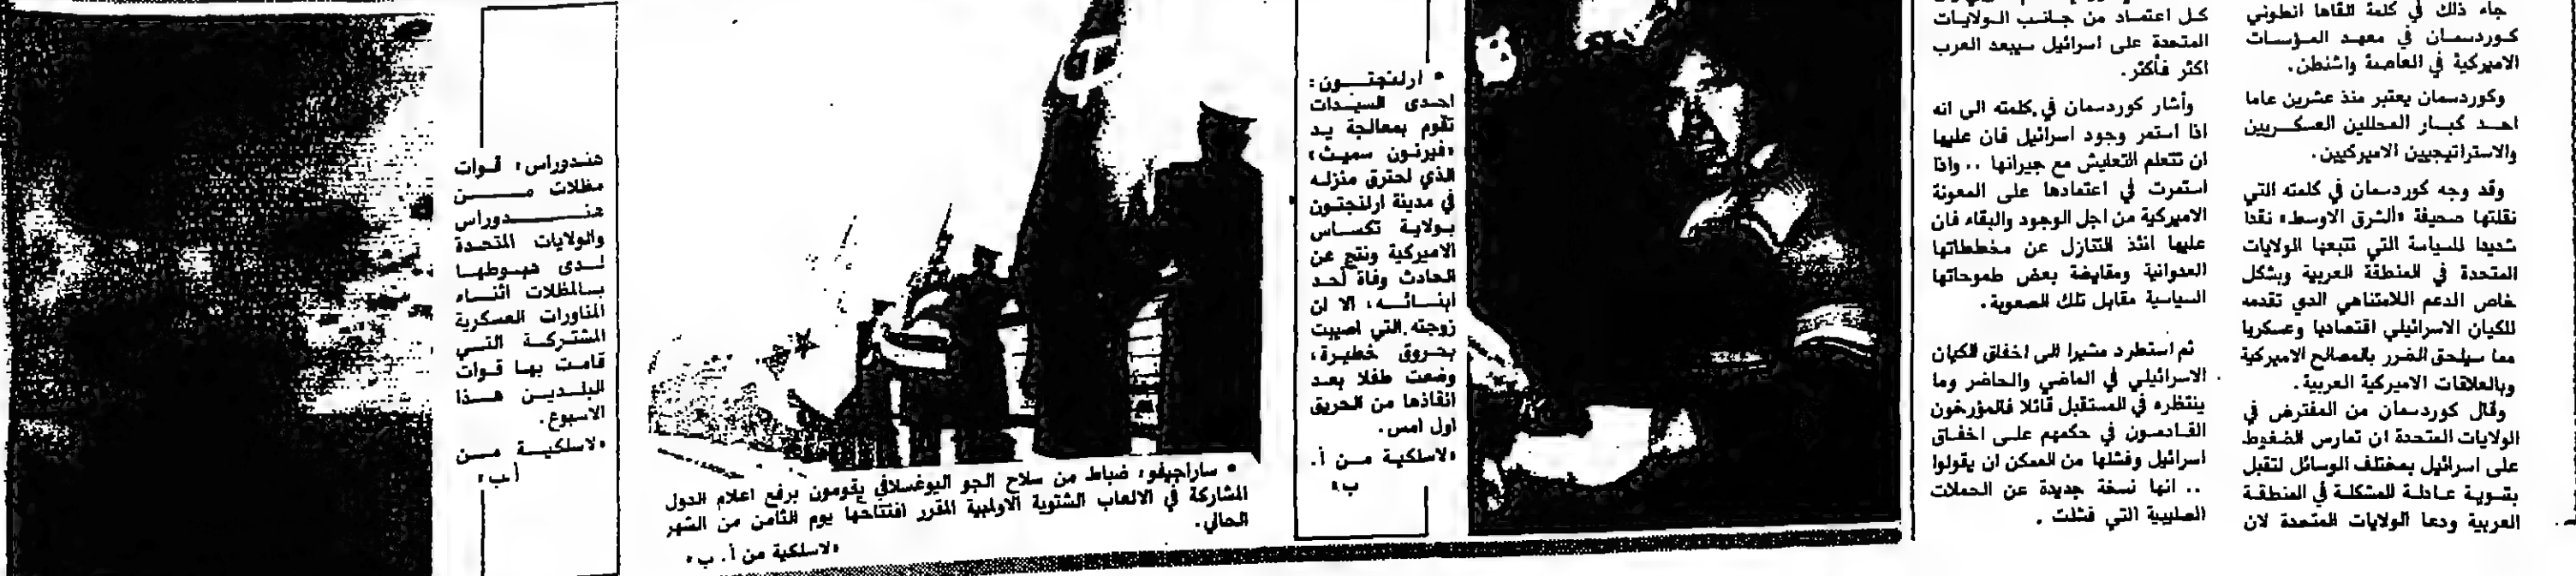 جاء ذلك في كلمة القاها انطوني
كوردسمان في معهد المؤسسات
الاميركية في العاصمة واشنطن.
وكوردسمان يعتبر منذ عشرين عاما
احد كبار المحللين العسكريين
والاستراتيجيين الاميركيين.
وقد وجه كوردسمان في كلمته التي
نقلتها صحيفة «الشرق الاوسط» نقدا
شديدا للسياسة التي تتبعها الولايات
المتحدة في المنطقة العربية وبشكل
خاص الدعم اللامتناهي الذي تقدمه
للكيان الاسرائيلي اقتصاديا وعسكريا
مما سيلحق الضرر بالمصالح الاميركية
وبالعلاقات الاميركية العربية.
وقال كوردسمان من المفترض في
الولايات المتحدة ان تمارس الضغوط
على اسرائيل بمختلف الوسائل لتقبل
بتسوية عادلة للمشكلة في المنطقة
العربية ودعا الولايات المتحدة لان
كل اعتماد من جانب الولايات
المتحدة على اسرائيل سيبعد العرب
اكثر فأكثر.
وأشار كوردسمان في كلمته الى انه
اذا استمر وجود اسرائيل فان عليها
ان تتعلم التعايش مع جيرانها .. واذا
استمرت في اعتمادها على المعونة
الاميركية من اجل الوجود والبقاء فان
عليها انئذ التنازل عن مخططاتها
العدوانية ومقايضة بعض طموحاتها
السياسية مقابل تلك الصعوبة.
ثم استطرد مشيرا الى اخفاق الكيان
الاسرائيلي في الماضي والحاضر وما
ينتظره في المستقبل قائلا فالمؤرخون
القادمون في حكمهم على اخفاق
اسرائيل وفشلها من الممكن ان يقولوا
.. انها نسخة جديدة عن الحملات
الصليبية التي فشلت .
• ارلنجتون:
احدى السيدات
تقوم بمعالجة يد
«فيرنون سميث»
الذي احترق منزله
في مدينة ارلنجتون
بولاية تكساس
الاميركية ونتج عن
الحادث وفاة احد
ابنائه، الا ان
زوجته التي اصيبت
بحروق خطيرة،
وضعت طفلا بعد
انقاذها من الحريق
اول امس.
«لاسلكية من أ.
ب»
• ساراجيفو: ضباط من سلاح الجو اليوغسلافي يقومون برفع اعلام الدول
المشاركة في الالعاب الشتوية الاولمبية المقرر افتتاحها يوم الثامن من الشهر
الحالي.
«لاسلكية من أ. ب»
هندوراس: قوات
مظلات من
هندوراس
والولايات المتحدة
لدى هبوطها
بالمظلات اثناء
المناورات العسكرية
المشتركة التي
قامت بها قوات
البلدين هذا
الاسبوع.
«لاسلكية من
أ.ب»